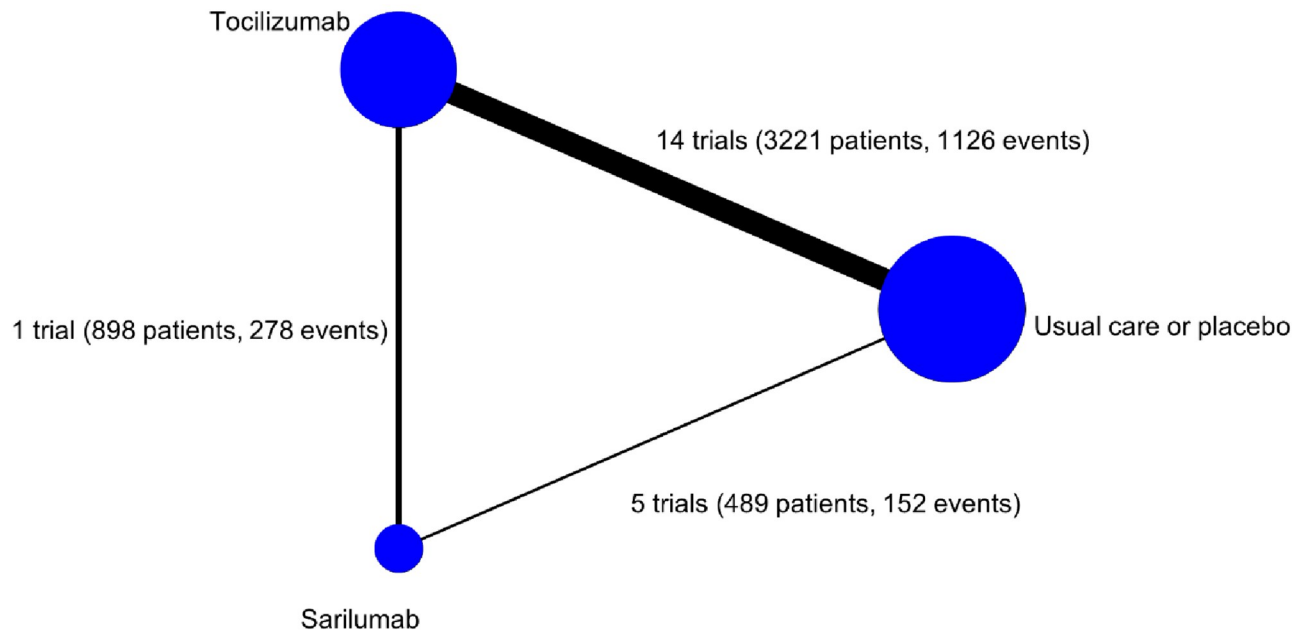 Tocilizumab
14 trials (3221 patients, 1126 events)
1 trial (898 patients, 278 events)
Usual care or placebo
5 trials (489 patients, 152 events)
Sarilumab